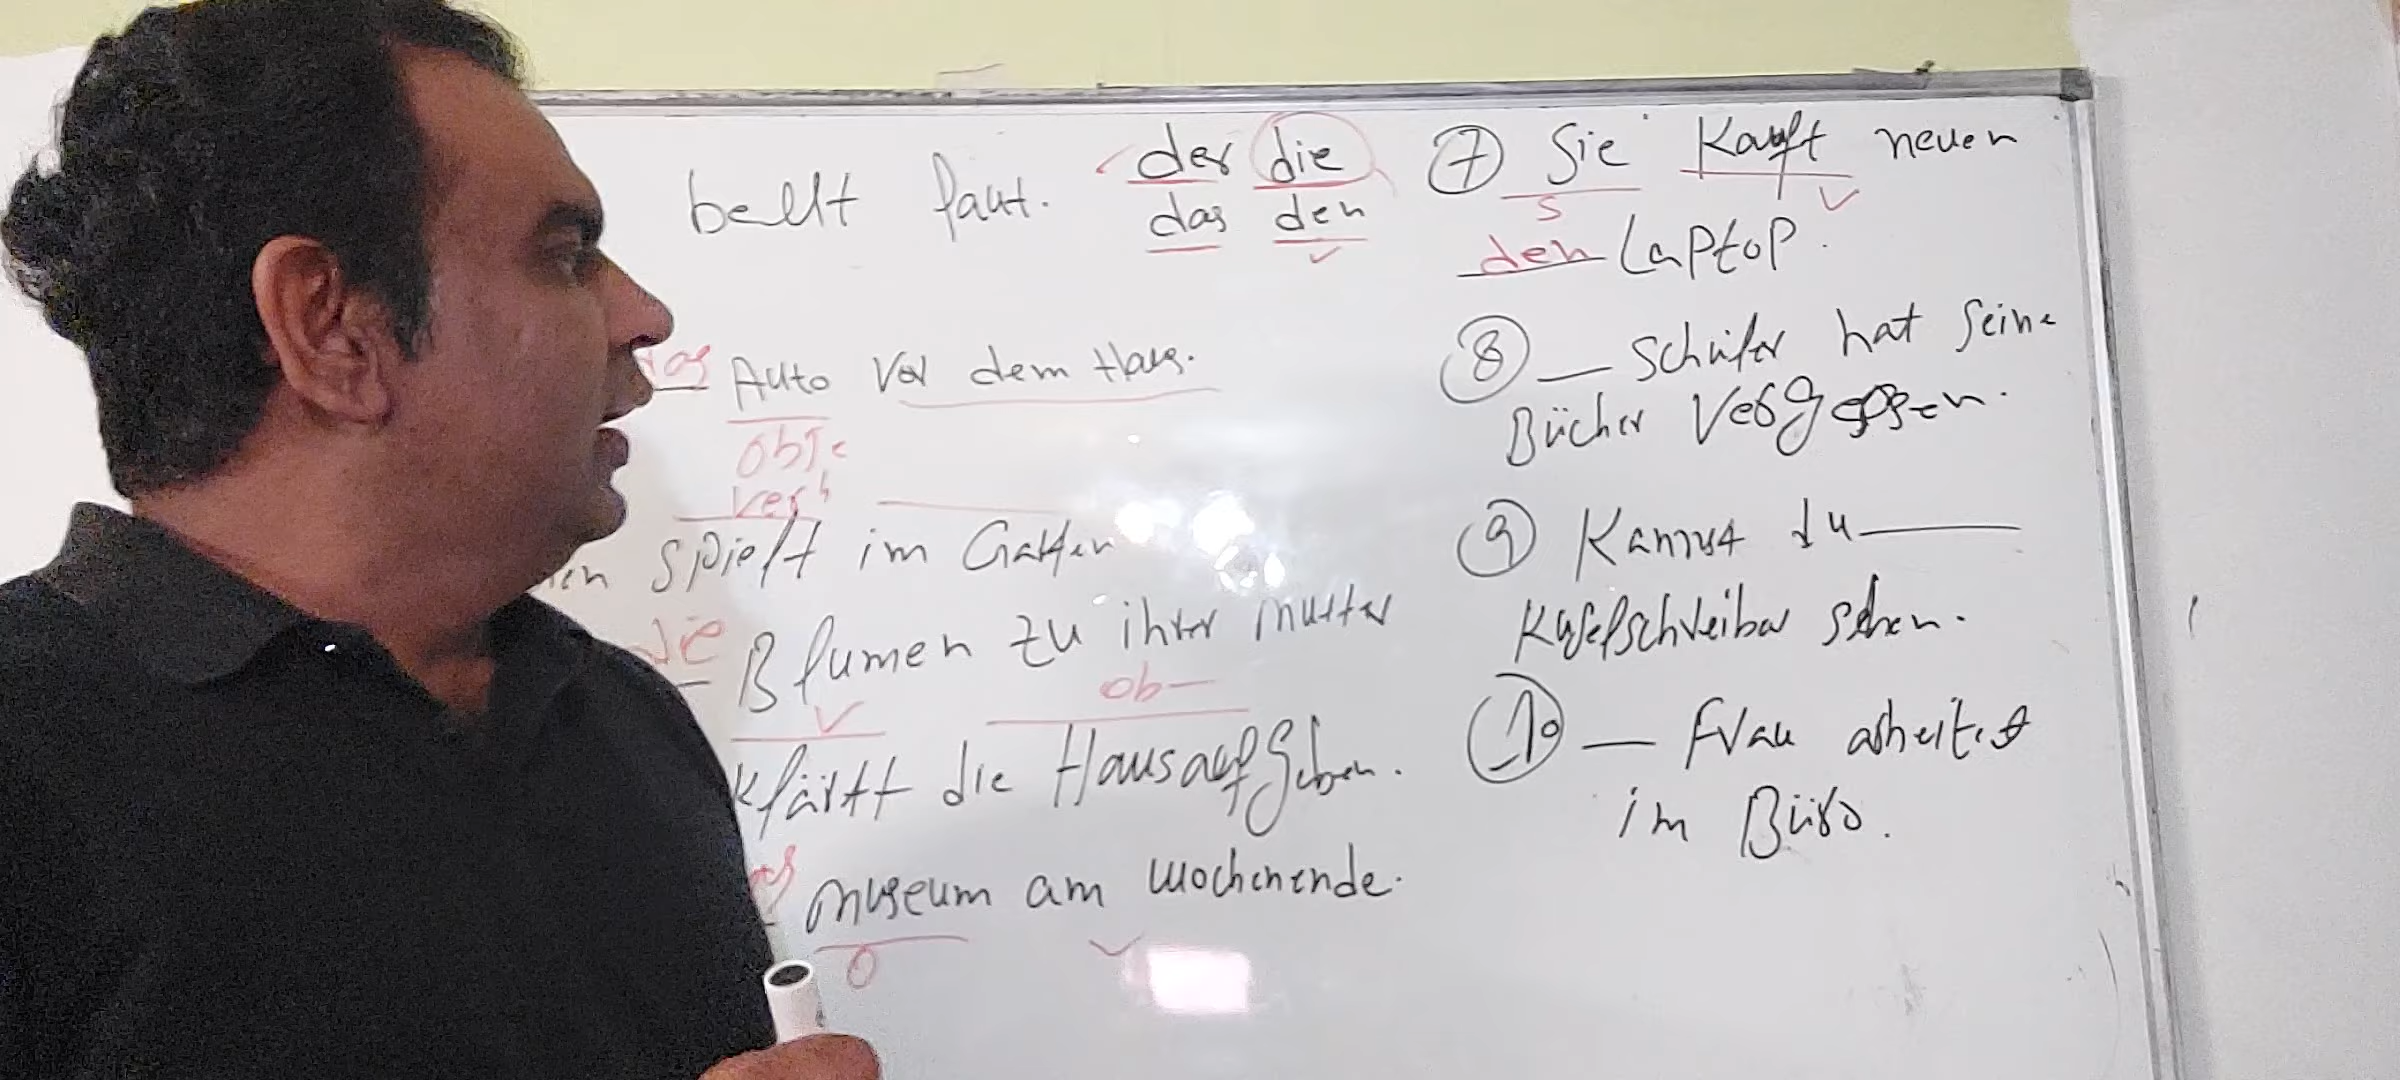 bellt laut.
der die
das den
Auto vor dem Haus.
obj.
verb
spielt im Garten
die Blumen zu ihrer mutter
ob
v
klärt die Hausaufgaben.
museum am wochenende.
O
⑦ Sie Kauft neuen
S
den Laptop.
⑧ __ Schüler hat seine
Bücher vergessen.
⑨ Kannst du ____
Kugelschreiber sehen.
⑩ __ Frau arbeitet
im Büro.